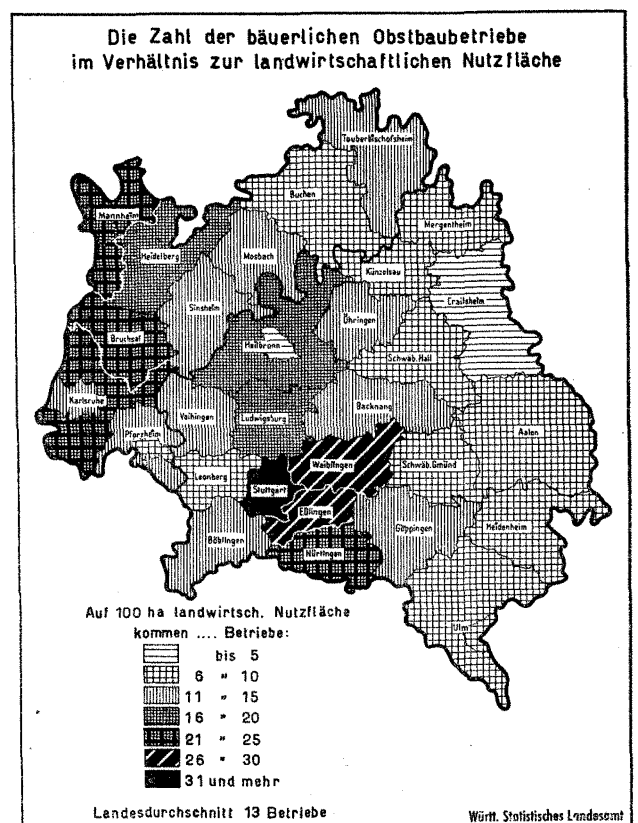 Die Zahl der bäuerlichen Obstbaubetriebe
im Verhältnis zur landwirtschaftlichen Nutzfläche
Tauberbischofsheim
Buchen
Mannheim
Mergentheim
Heidelberg
Mosbach
Künzelsau
Crailsheim
Sinsheim
Öhringen
Bruchsal
Heilbronn
Schwäb. Hall
Karlsruhe
Vaihingen
Ludwigsburg
Backnang
Aalen
Pforzheim
Waiblingen
Schwäb. Gmünd
Leonberg
Stuttgart
Eßlingen
Heidenheim
Böblingen
Göppingen
Nürtingen
Ulm
Auf 100 ha landwirtsch. Nutzfläche
kommen .... Betriebe:
bis 5
6 " 10
11 " 15
16 " 20
21 " 25
26 " 30
31 und mehr
Landesdurchschnitt 13 Betriebe
Württ. Statistisches Landesamt